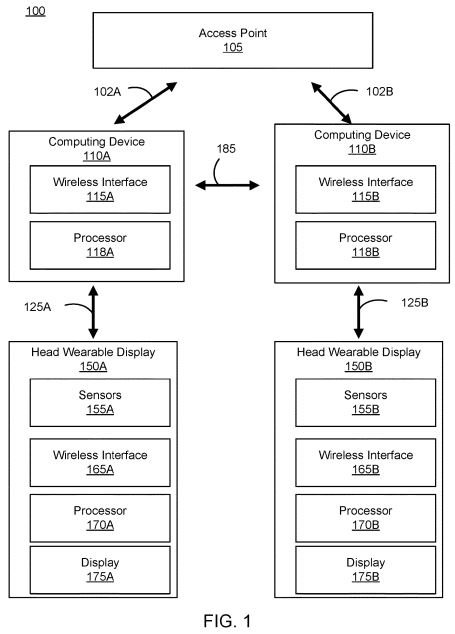 100
Access Point
105
102A
102B
Computing Device
110A
Wireless Interface
115A
Processor
118A
185
Computing Device
110B
Wireless Interface
115B
Processor
118B
125A
125B
Head Wearable Display
150A
Sensors
155A
Wireless Interface
165A
Processor
170A
Display
175A
Head Wearable Display
150B
Sensors
155B
Wireless Interface
165B
Processor
170B
Display
175B
FIG. 1